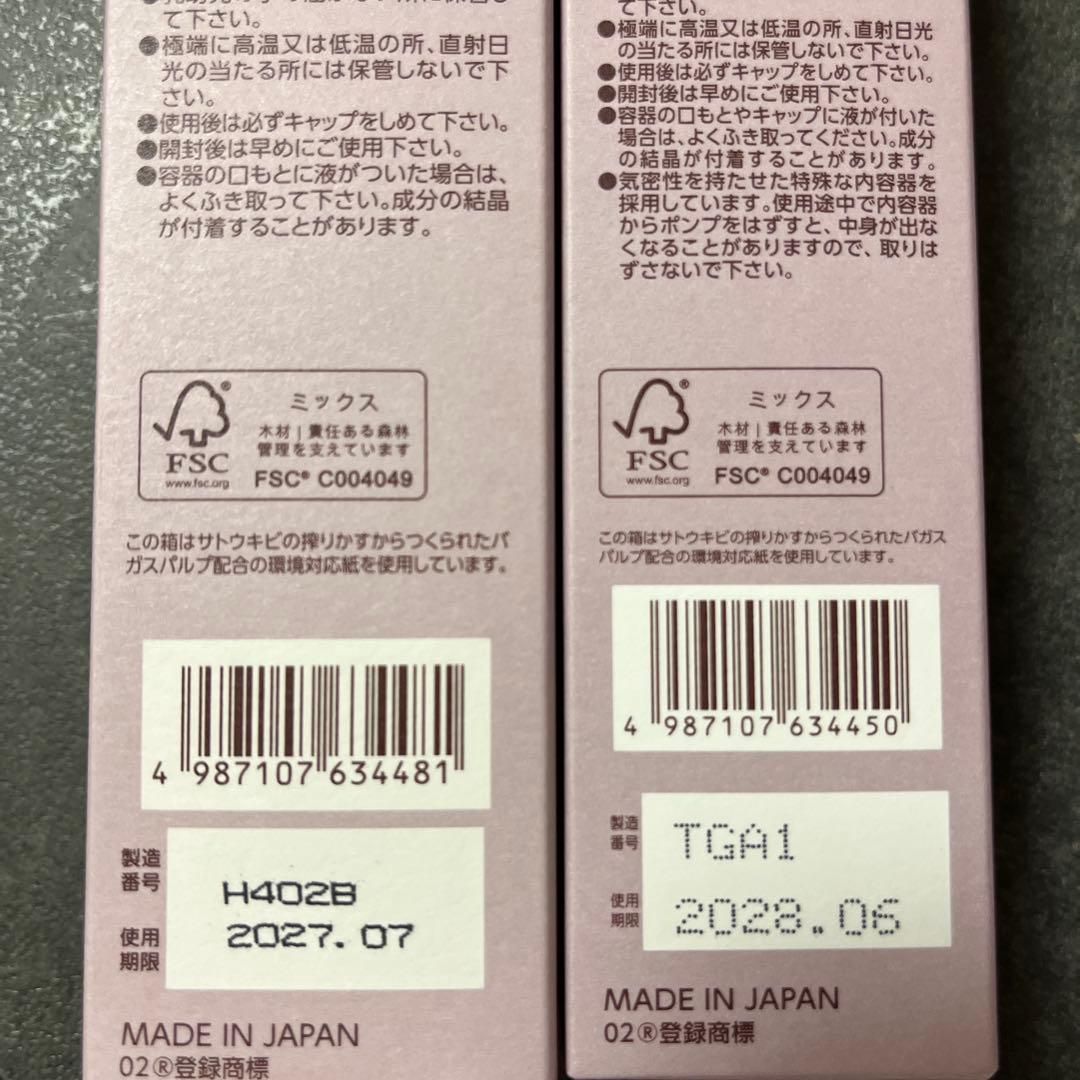 て下さい。
●極端に高温又は低温の所、直射日
光の当たる所には保管しないで下
さい。
●使用後は必ずキャップをしめて下さい。
●開封後は早めにご使用下さい。
●容器の口もとに液がついた場合は、
よくふき取って下さい。成分の結晶
が付着することがあります。
FSC®
www.fsc.org
ミックス
木材｜責任ある森林
管理を支えています
FSC® C004049
この箱はサトウキビの搾りかすからつくられたバ
ガスパルプ配合の環境対応紙を使用しています。
4 987107 634481
製造
番号
H402B
使用
期限
2027.07
MADE IN JAPAN
02®登録商標
て下さい。
●極端に高温又は低温の所、直射日光
の当たる所には保管しないで下さい。
●使用後は必ずキャップをしめて下さい。
●開封後は早めにご使用下さい。
●容器の口もとやキャップに液が付いた
場合は、よくふき取ってください。成分
の結晶が付着することがあります。
●気密性を持たせた特殊な内容器を
採用しています。使用途中で内容器
からポンプをはずすと、中身が出な
くなることがありますので、取りは
ずさないで下さい。
FSC®
www.fsc.org
ミックス
木材｜責任ある森林
管理を支えています
FSC® C004049
この箱はサトウキビの搾りかすからつくられたバガス
パルプ配合の環境対応紙を使用しています。
4 987107 634450
製造
番号
TGA1
使用
期限
2028.06
MADE IN JAPAN
02®登録商標